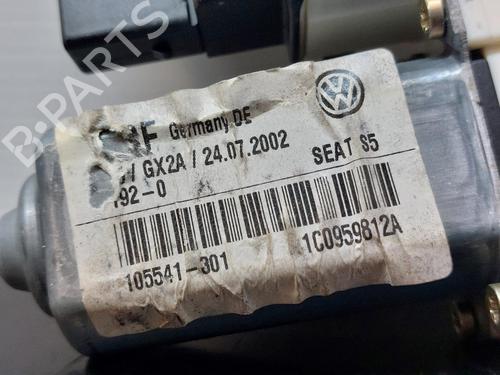 F Germany DE
/ GX2A / 24.07.2002 SEAT S5
192-0
105541-301 1C0959812A
B-PARTS